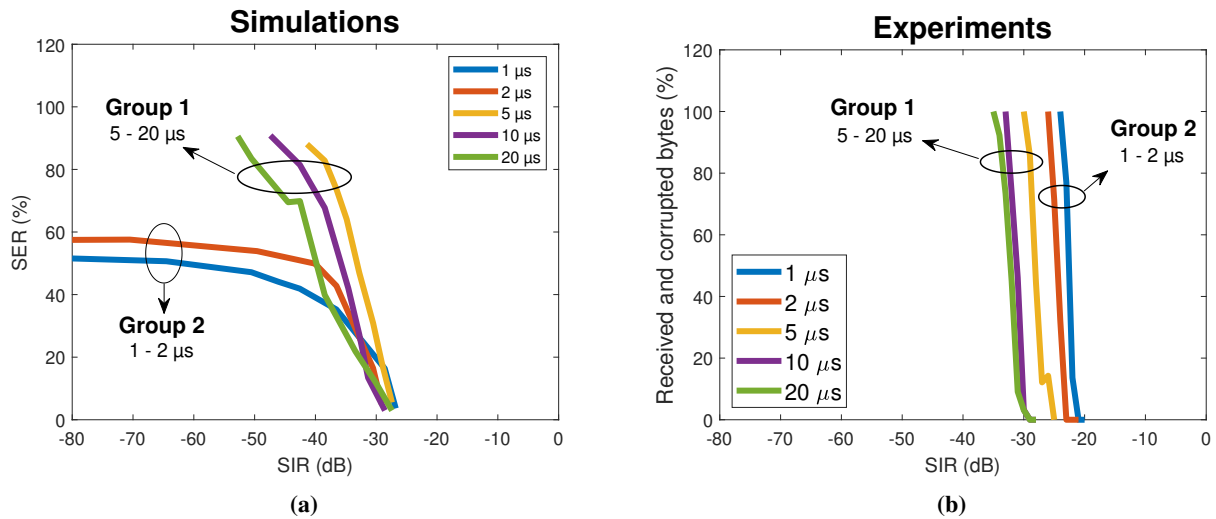 Simulations
120
100
80
60
40
20
0
SER (%)
-80
-70
-60
-50
-40
-30
-20
-10
0
SIR (dB)
1 µs
2 µs
5 µs
10 µs
20 µs
Group 1
5 - 20 µs
Group 2
1 - 2 µs
(a)
Experiments
120
100
80
60
40
20
0
Received and corrupted bytes (%)
-80
-70
-60
-50
-40
-30
-20
-10
0
SIR (dB)
Group 1
5 - 20 µs
Group 2
1 - 2 µs
1 µs
2 µs
5 µs
10 µs
20 µs
(b)